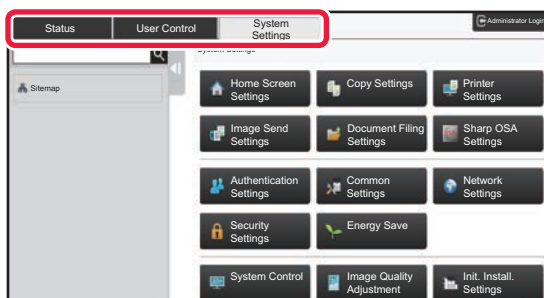 Status
User Control
System
Settings
Administrator Login
System Settings
Sitemap
Home Screen
Settings
Copy Settings
Printer
Settings
Image Send
Settings
Document Filing
Settings
Sharp OSA
Settings
Authentication
Settings
Common
Settings
Network
Settings
Security
Settings
Energy Save
System Control
Image Quality
Adjustment
Init. Install.
Settings